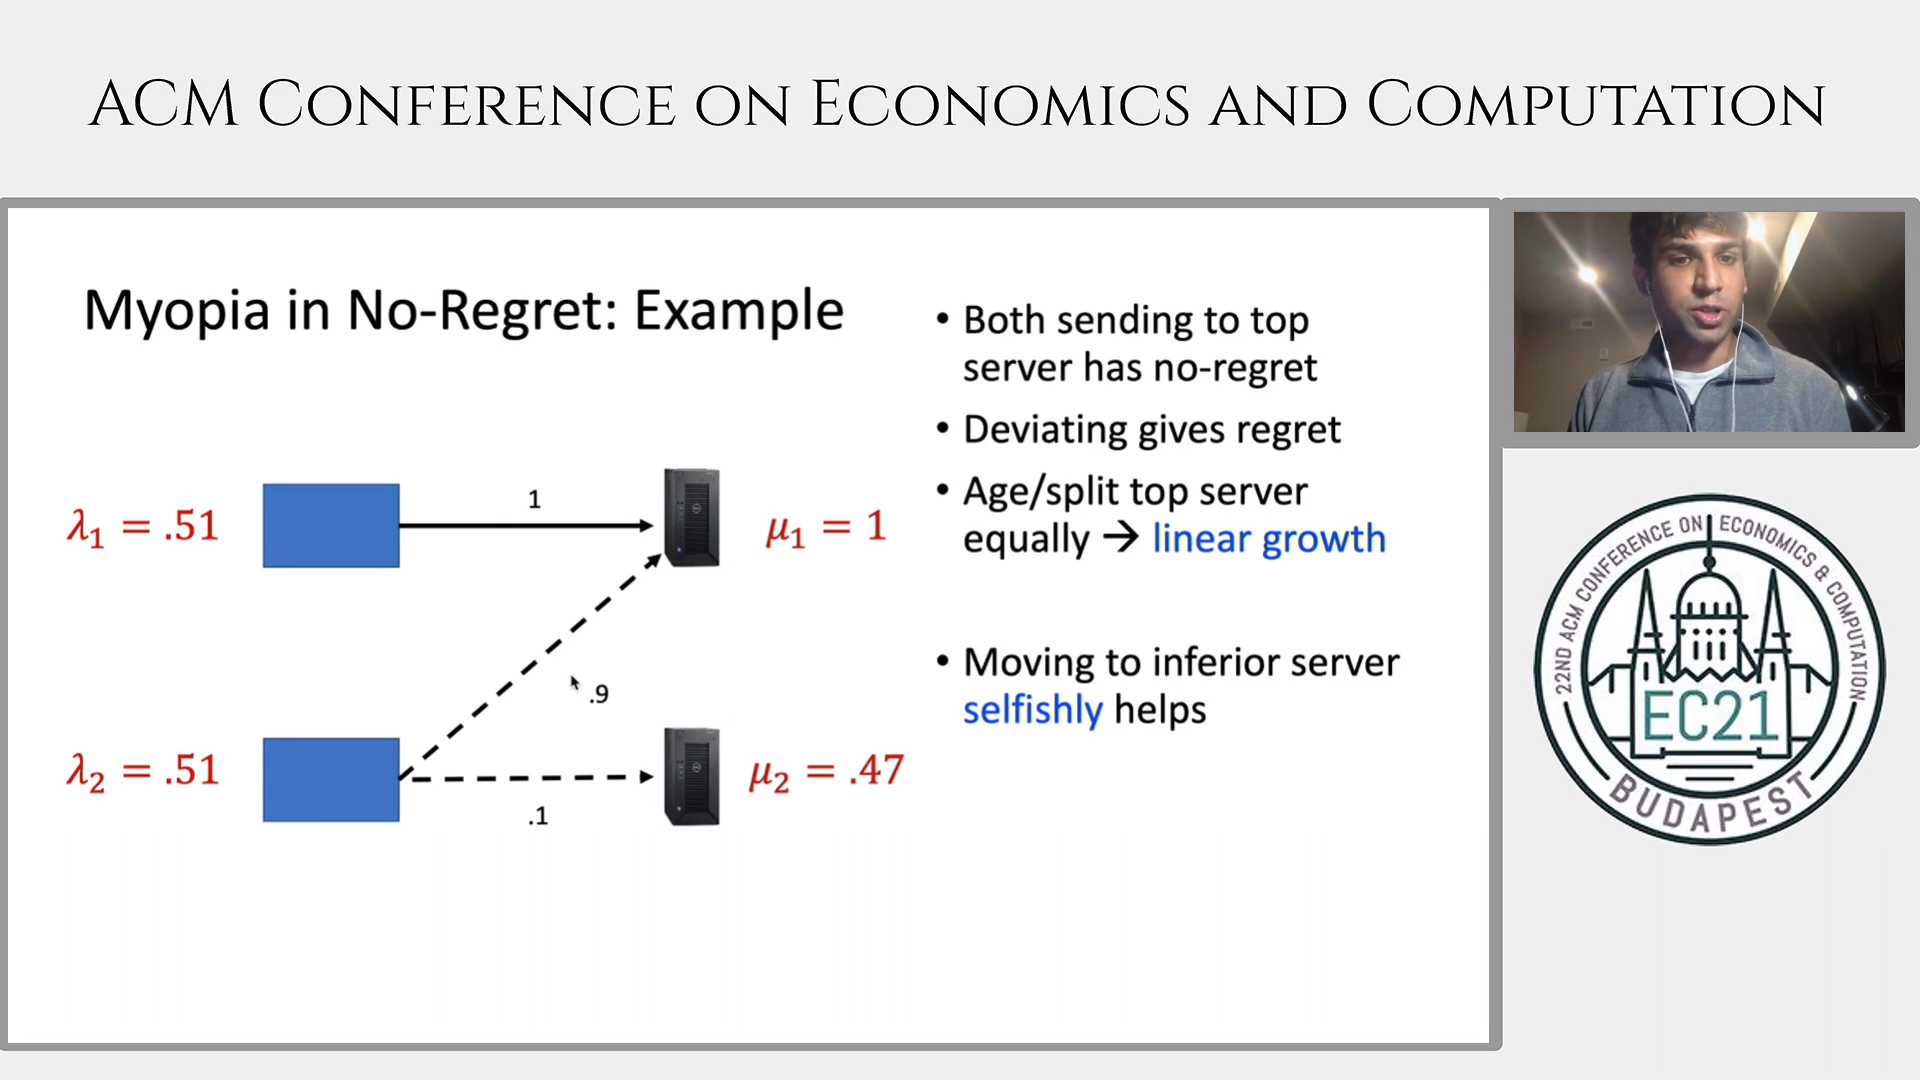 ACM CONFERENCE ON ECONOMICS AND COMPUTATION
Myopia in No-Regret: Example
λ₁ = .51
1
μ₁ = 1
.9
λ₂ = .51
.1
μ₂ = .47
• Both sending to top
server has no-regret
• Deviating gives regret
• Age/split top server
equally → linear growth
• Moving to inferior server
selfishly helps
22ND ACM CONFERENCE ON ECONOMICS & COMPUTATION
EC21
BUDAPEST